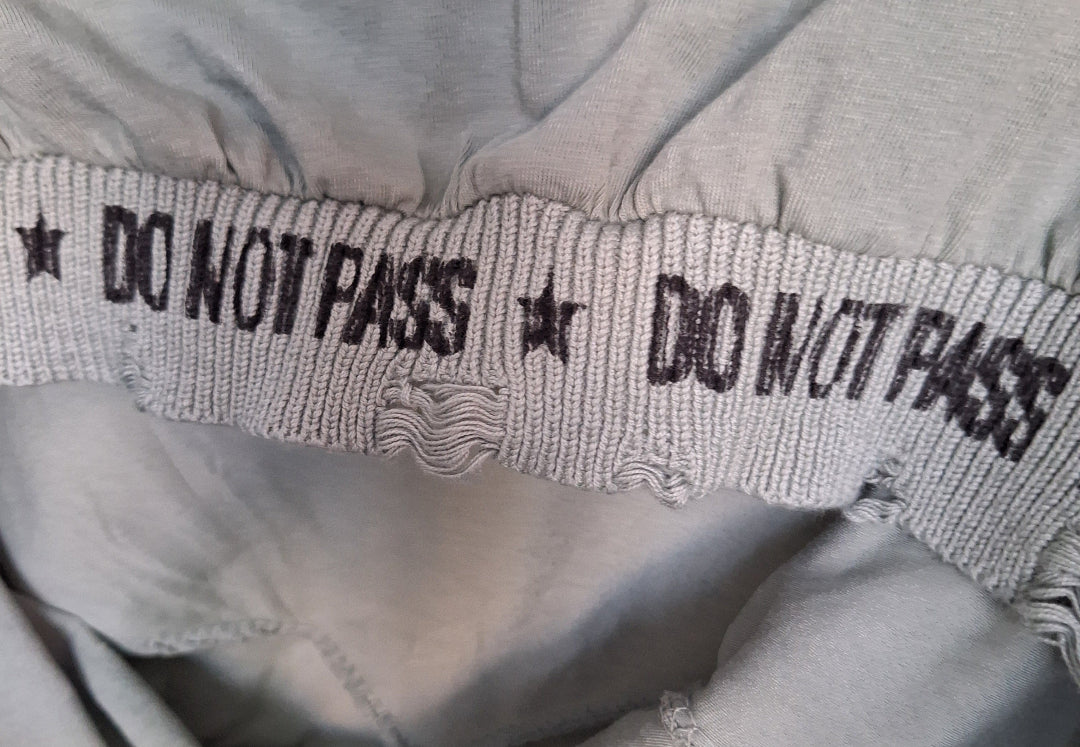 ★ DO NOT PASS ★ DO NOT PASS